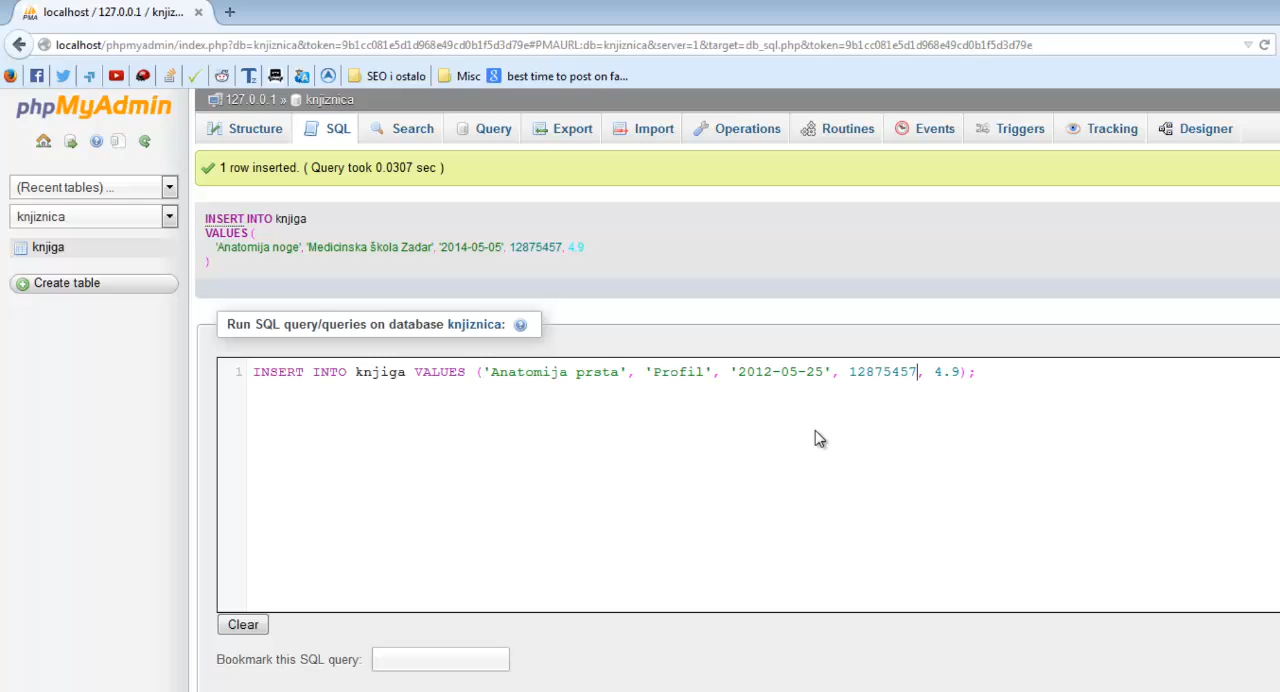 localhost / 127.0.0.1 / knjiz...
localhost/phpmyadmin/index.php?db=knjiznica&token=9b1cc081e5d1d968e49cd0b1f5d3d79e#PMAURL:db=knjiznica&server=1&target=db_sql.php&token=9b1cc081e5d1d968e49cd0b1f5d3d79e
SEO i ostalo Misc best time to post on fa...
phpMyAdmin
127.0.0.1 » knjiznica
Structure SQL Search Query Export Import Operations Routines Events Triggers Tracking Designer
(Recent tables) ...
knjiznica
knjiga
Create table
1 row inserted. ( Query took 0.0307 sec )
INSERT INTO knjiga
VALUES (
'Anatomija noge', 'Medicinska škola Zadar', '2014-05-05', 12875457, 4.9
)
Run SQL query/queries on database knjiznica:
1 INSERT INTO knjiga VALUES ('Anatomija prsta', 'Profil', '2012-05-25', 12875457, 4.9);
Clear
Bookmark this SQL query: